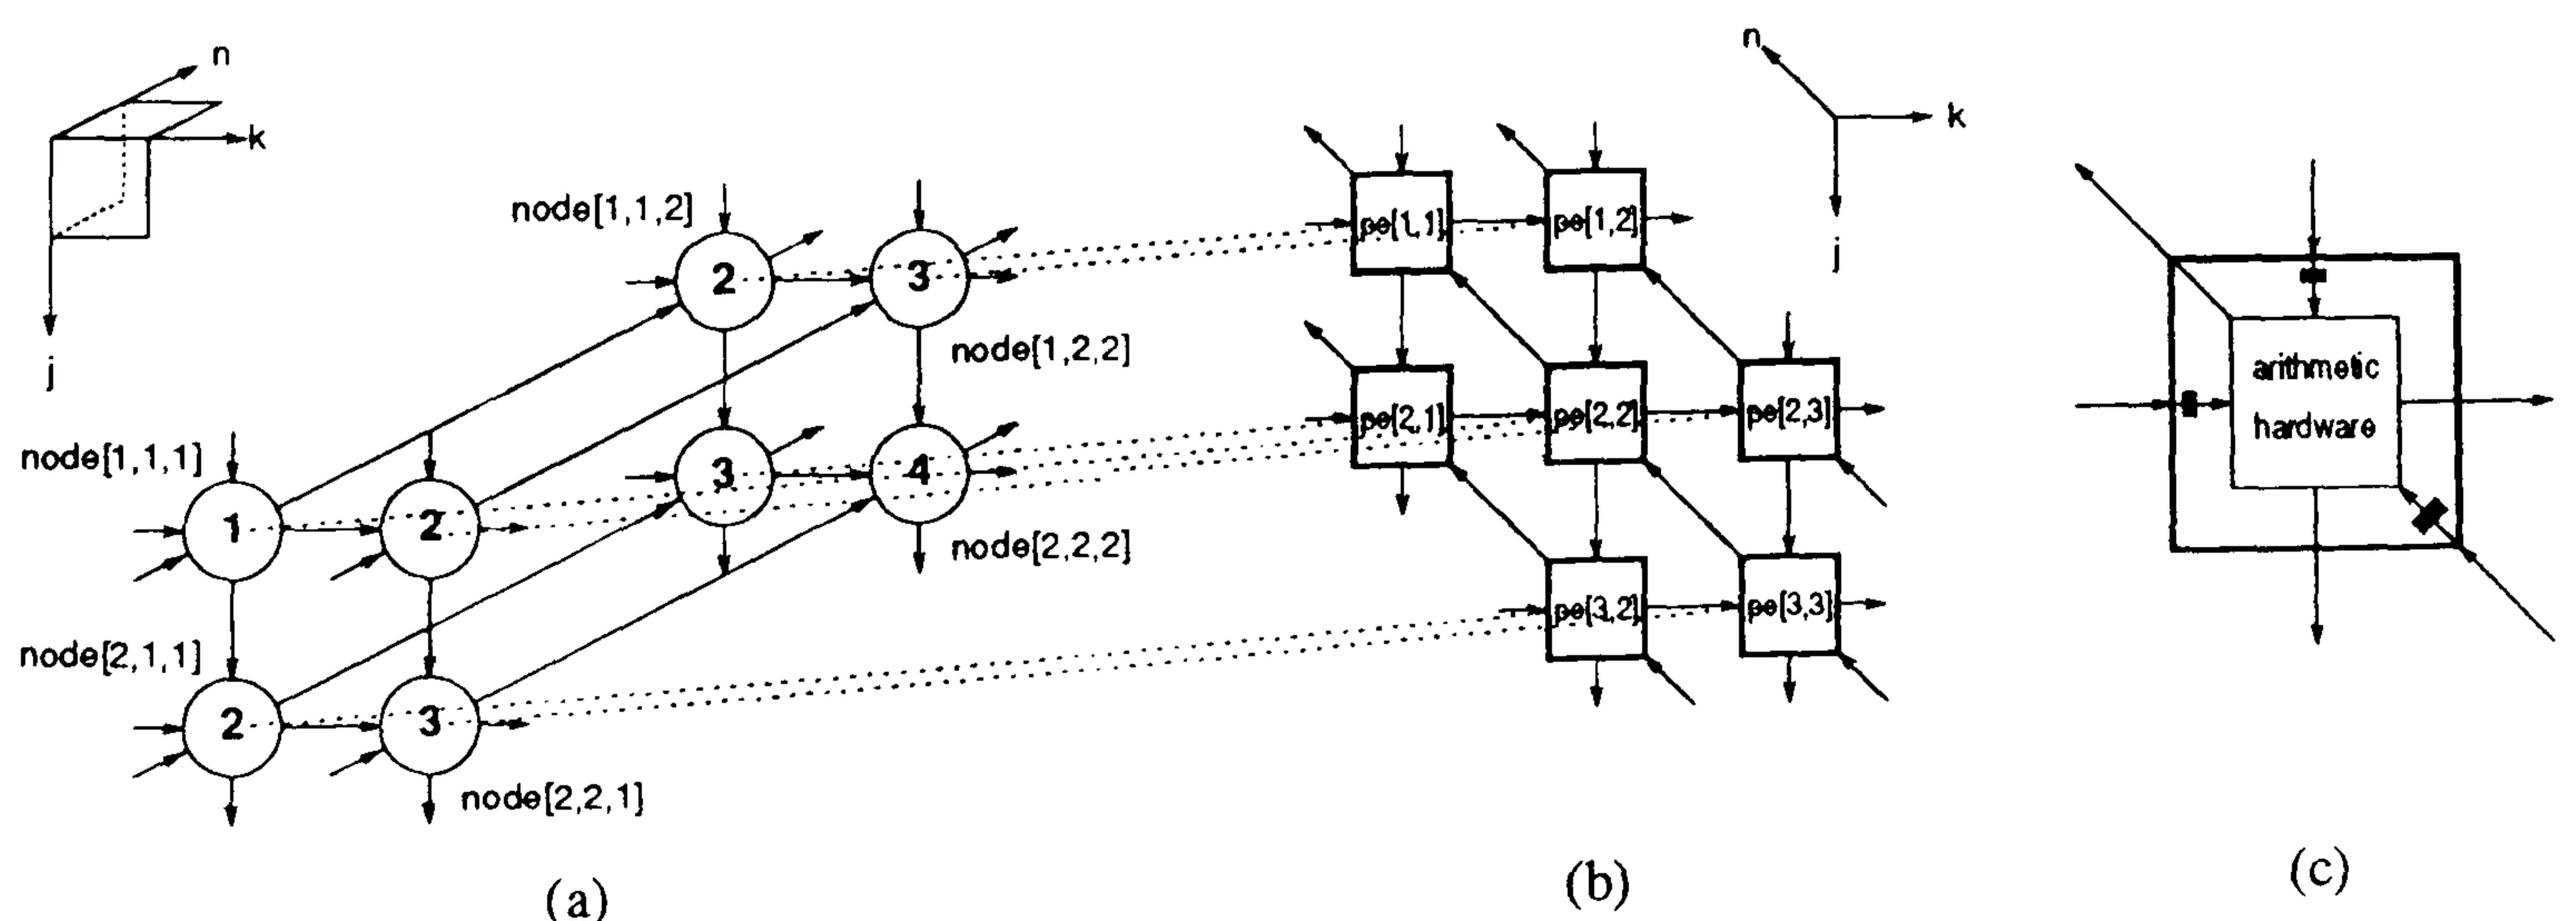 n
k
j
node[1,1,2]
2
3
node[1,2,2]
node[1,1,1]
1
2
3
4
node[2,2,2]
node[2,1,1]
2
3
node[2,2,1]
(a)
n
k
j
pe[1,1]
pe[1,2]
pe[2,1]
pe[2,2]
pe[2,3]
pe[3,2]
pe[3,3]
(b)
arithmetic
hardware
(c)